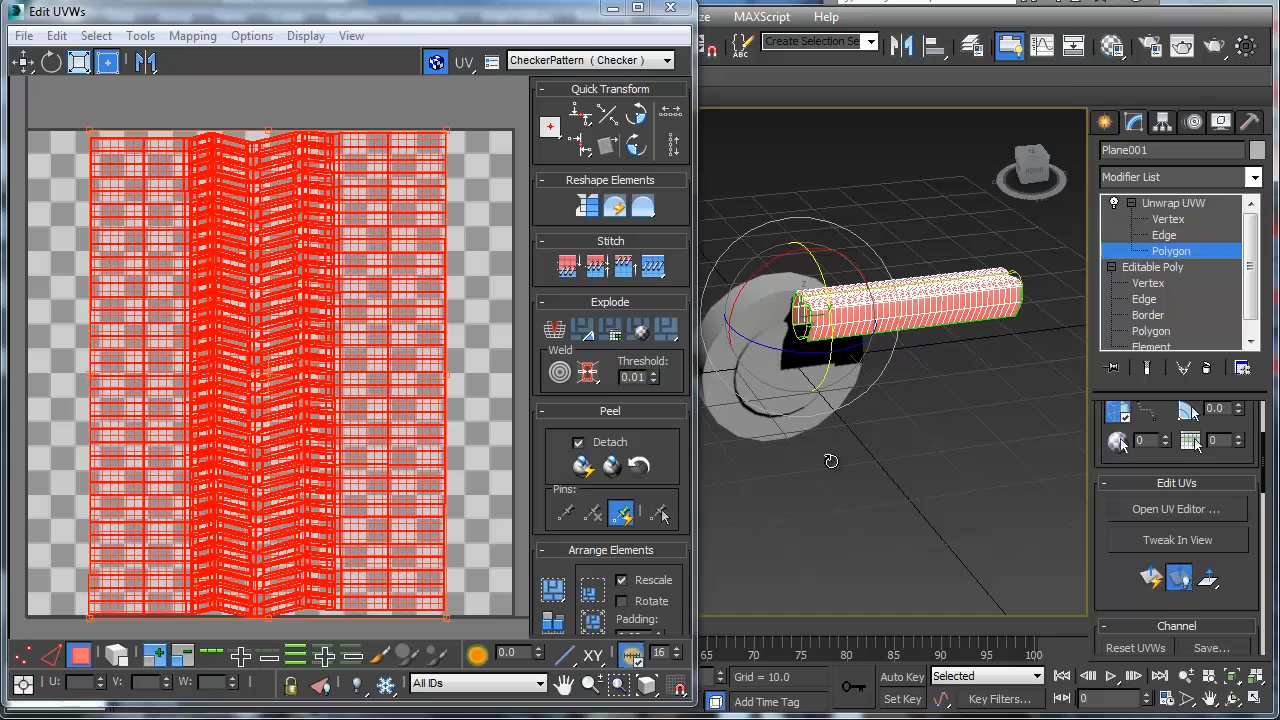 Edit UVWs
File Edit Select Tools Mapping Options Display View
UV CheckerPattern ( Checker )
Quick Transform
Reshape Elements
Stitch
Explode
Weld
Threshold:
0.01
Peel
Detach
Pins:
Arrange Elements
Rescale
Rotate
Padding:
0.0 XY 16
U: V: W: All IDs
MAXScript Help
ABC Create Selection Se
RIGHT
65 70 75 80 85 90 95 100
Grid = 10.0
Add Time Tag
Auto Key Selected
Set Key Key Filters... 0
Plane001
Modifier List
Unwrap UVW
Vertex
Edge
Polygon
Editable Poly
Vertex
Edge
Border
Polygon
Element
0.0
0 0
Edit UVs
Open UV Editor ...
Tweak In View
Channel
Reset UVWs Save...